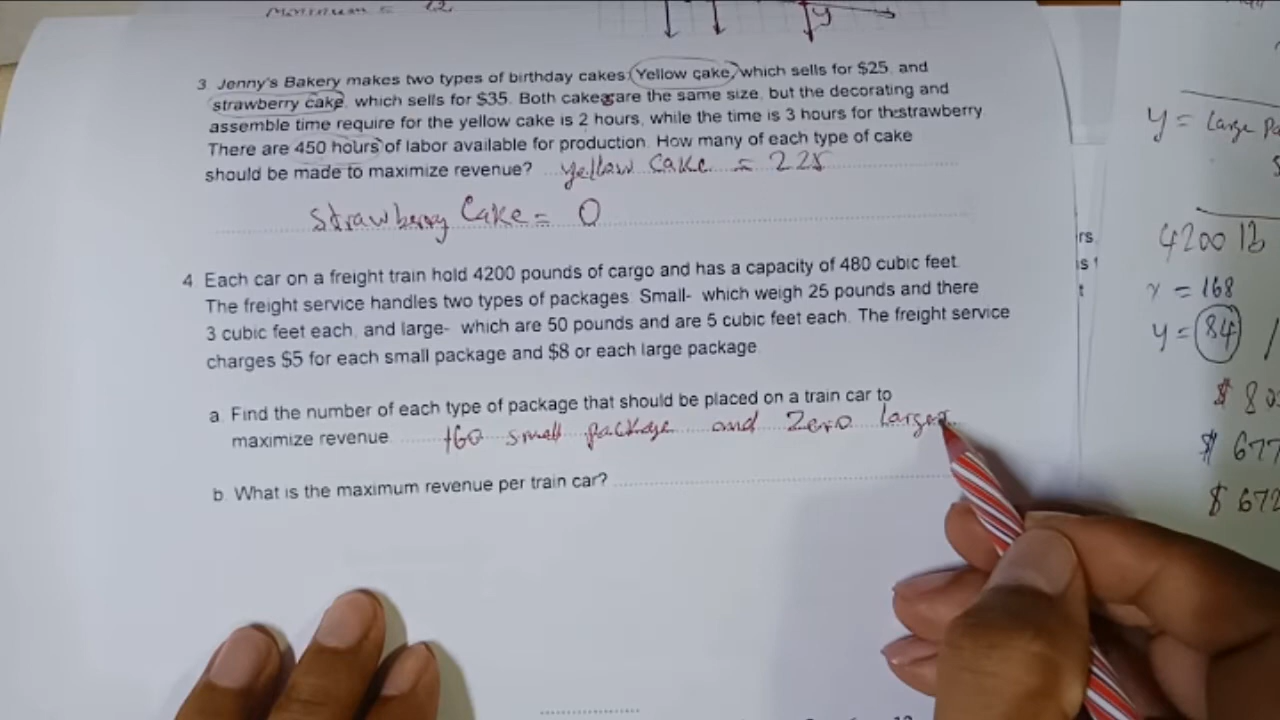 3. Jenny's Bakery makes two types of birthday cakes: Yellow cake, which sells for $25, and
strawberry cake, which sells for $35. Both cakes are the same size, but the decorating and
assemble time require for the yellow cake is 2 hours, while the time is 3 hours for the strawberry.
There are 450 hours of labor available for production. How many of each type of cake
should be made to maximize revenue? Yellow Cake = 225
Strawberry Cake = 0
4. Each car on a freight train hold 4200 pounds of cargo and has a capacity of 480 cubic feet.
The freight service handles two types of packages: Small- which weigh 25 pounds and there
3 cubic feet each, and large- which are 50 pounds and are 5 cubic feet each. The freight service
charges $5 for each small package and $8 or each large package.
a. Find the number of each type of package that should be placed on a train car to
maximize revenue. 160 small package and Zero larger
b. What is the maximum revenue per train car?
y = Large
4200 lb
x = 168
y = 84
$ 80
$ 677
$ 672